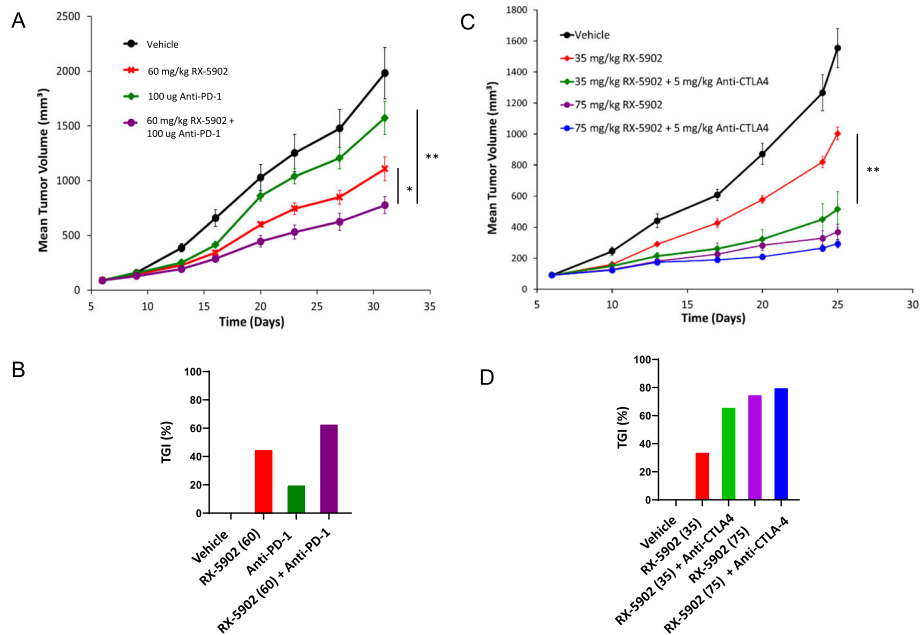 A
Mean Tumor Volume (mm³)
2500
2000
1500
1000
500
0
0
5
10
15
20
25
30
35
Time (Days)
Vehicle
60 mg/kg RX-5902
100 ug Anti-PD-1
60 mg/kg RX-5902 +
100 ug Anti-PD-1
*
**
C
Mean Tumor Volume (mm³)
1800
1600
1400
1200
1000
800
600
400
200
0
5
10
15
20
25
30
Time (Days)
Vehicle
35 mg/kg RX-5902
35 mg/kg RX-5902 + 5 mg/kg Anti-CTLA4
75 mg/kg RX-5902
75 mg/kg RX-5902 + 5 mg/kg Anti-CTLA4
**
B
TGI (%)
100
80
60
40
20
0
Vehicle
RX-5902 (60)
Anti-PD-1
RX-5902 (60) + Anti-PD-1
D
TGI (%)
100
80
60
40
20
0
Vehicle
RX-5902 (35)
RX-5902 (35) + Anti-CTLA4
RX-5902 (75)
RX-5902 (75) + Anti-CTLA-4